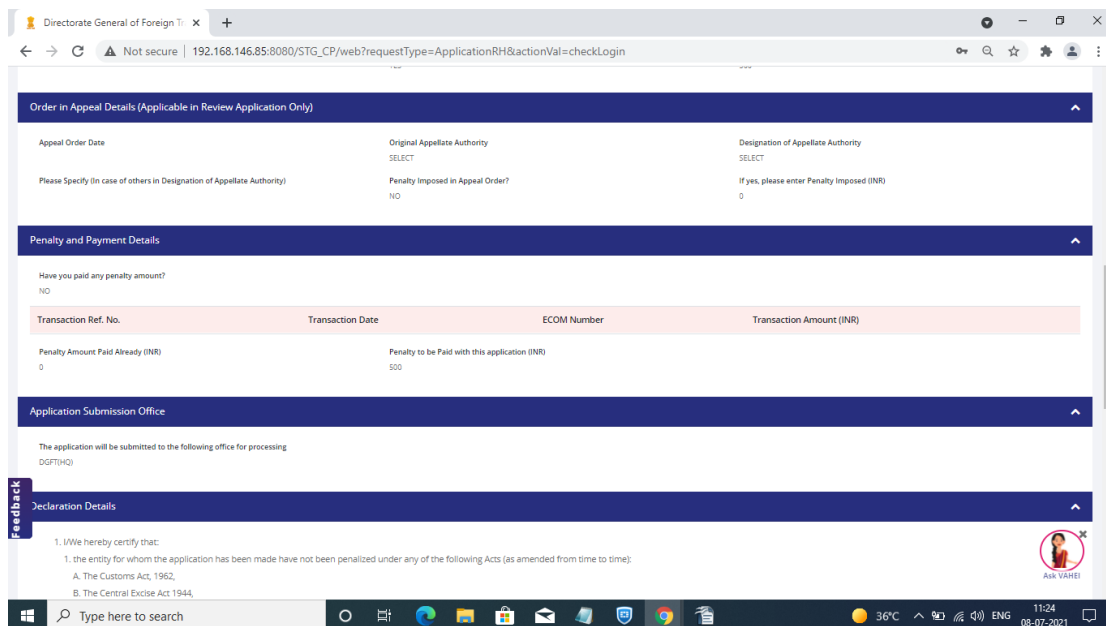 Directorate General of Foreign Tr
Not secure | 192.168.146.85:8080/STG_CP/web?requestType=ApplicationRH&actionVal=checkLogin
Order in Appeal Details (Applicable in Review Application Only)
Appeal Order Date Original Appellate Authority Designation of Appellate Authority
SELECT SELECT
Please Specify (In case of others in Designation of Appellate Authority) Penalty Imposed in Appeal Order? If yes, please enter Penalty Imposed (INR)
NO 0
Penalty and Payment Details
Have you paid any penalty amount?
NO
Transaction Ref. No. Transaction Date ECOM Number Transaction Amount (INR)
Penalty Amount Paid Already (INR) Penalty to be Paid with this application (INR)
0 500
Application Submission Office
The application will be submitted to the following office for processing
DGFT(HQ)
Feedback
Declaration Details
1. I/We hereby certify that:
1. the entity for whom the application has been made have not been penalized under any of the following Acts (as amended from time to time):
A. The Customs Act, 1962,
B. The Central Excise Act 1944,
Ask VAHEI
Type here to search 36°C ENG 11:24
08-07-2021